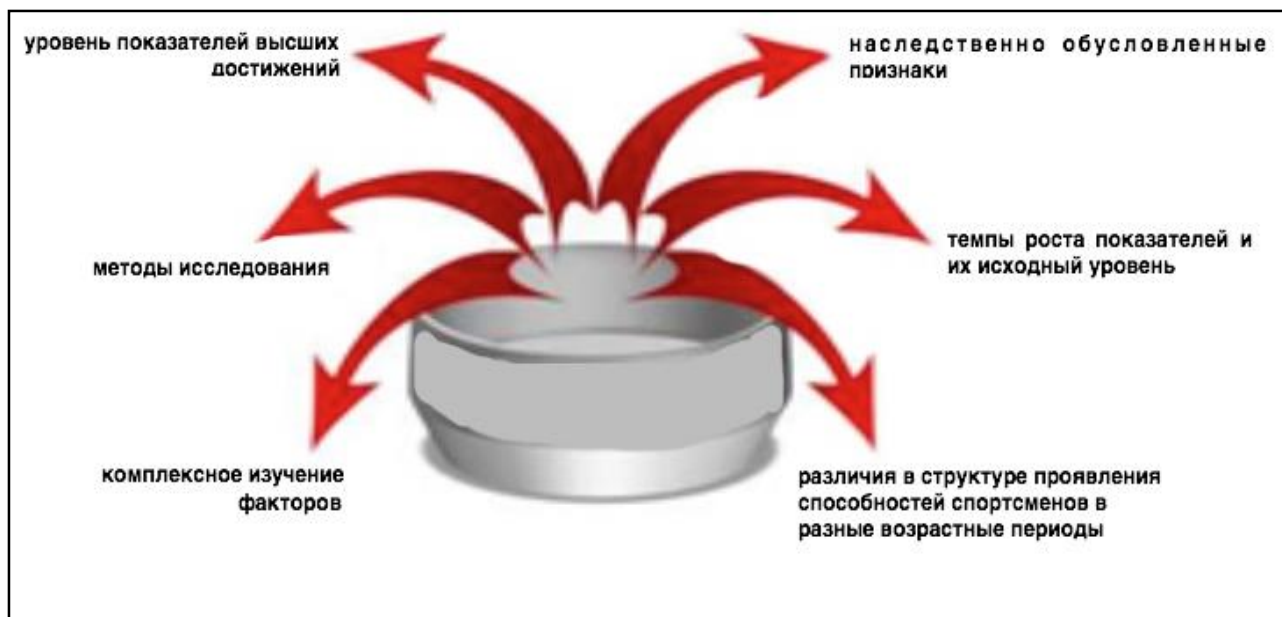 уровень показателей высших
достижений
наследственно обусловленные
признаки
методы исследования
темпы роста показателей и
их исходный уровень
комплексное изучение
факторов
различия в структуре проявления
способностей спортсменов в
разные возрастные периоды